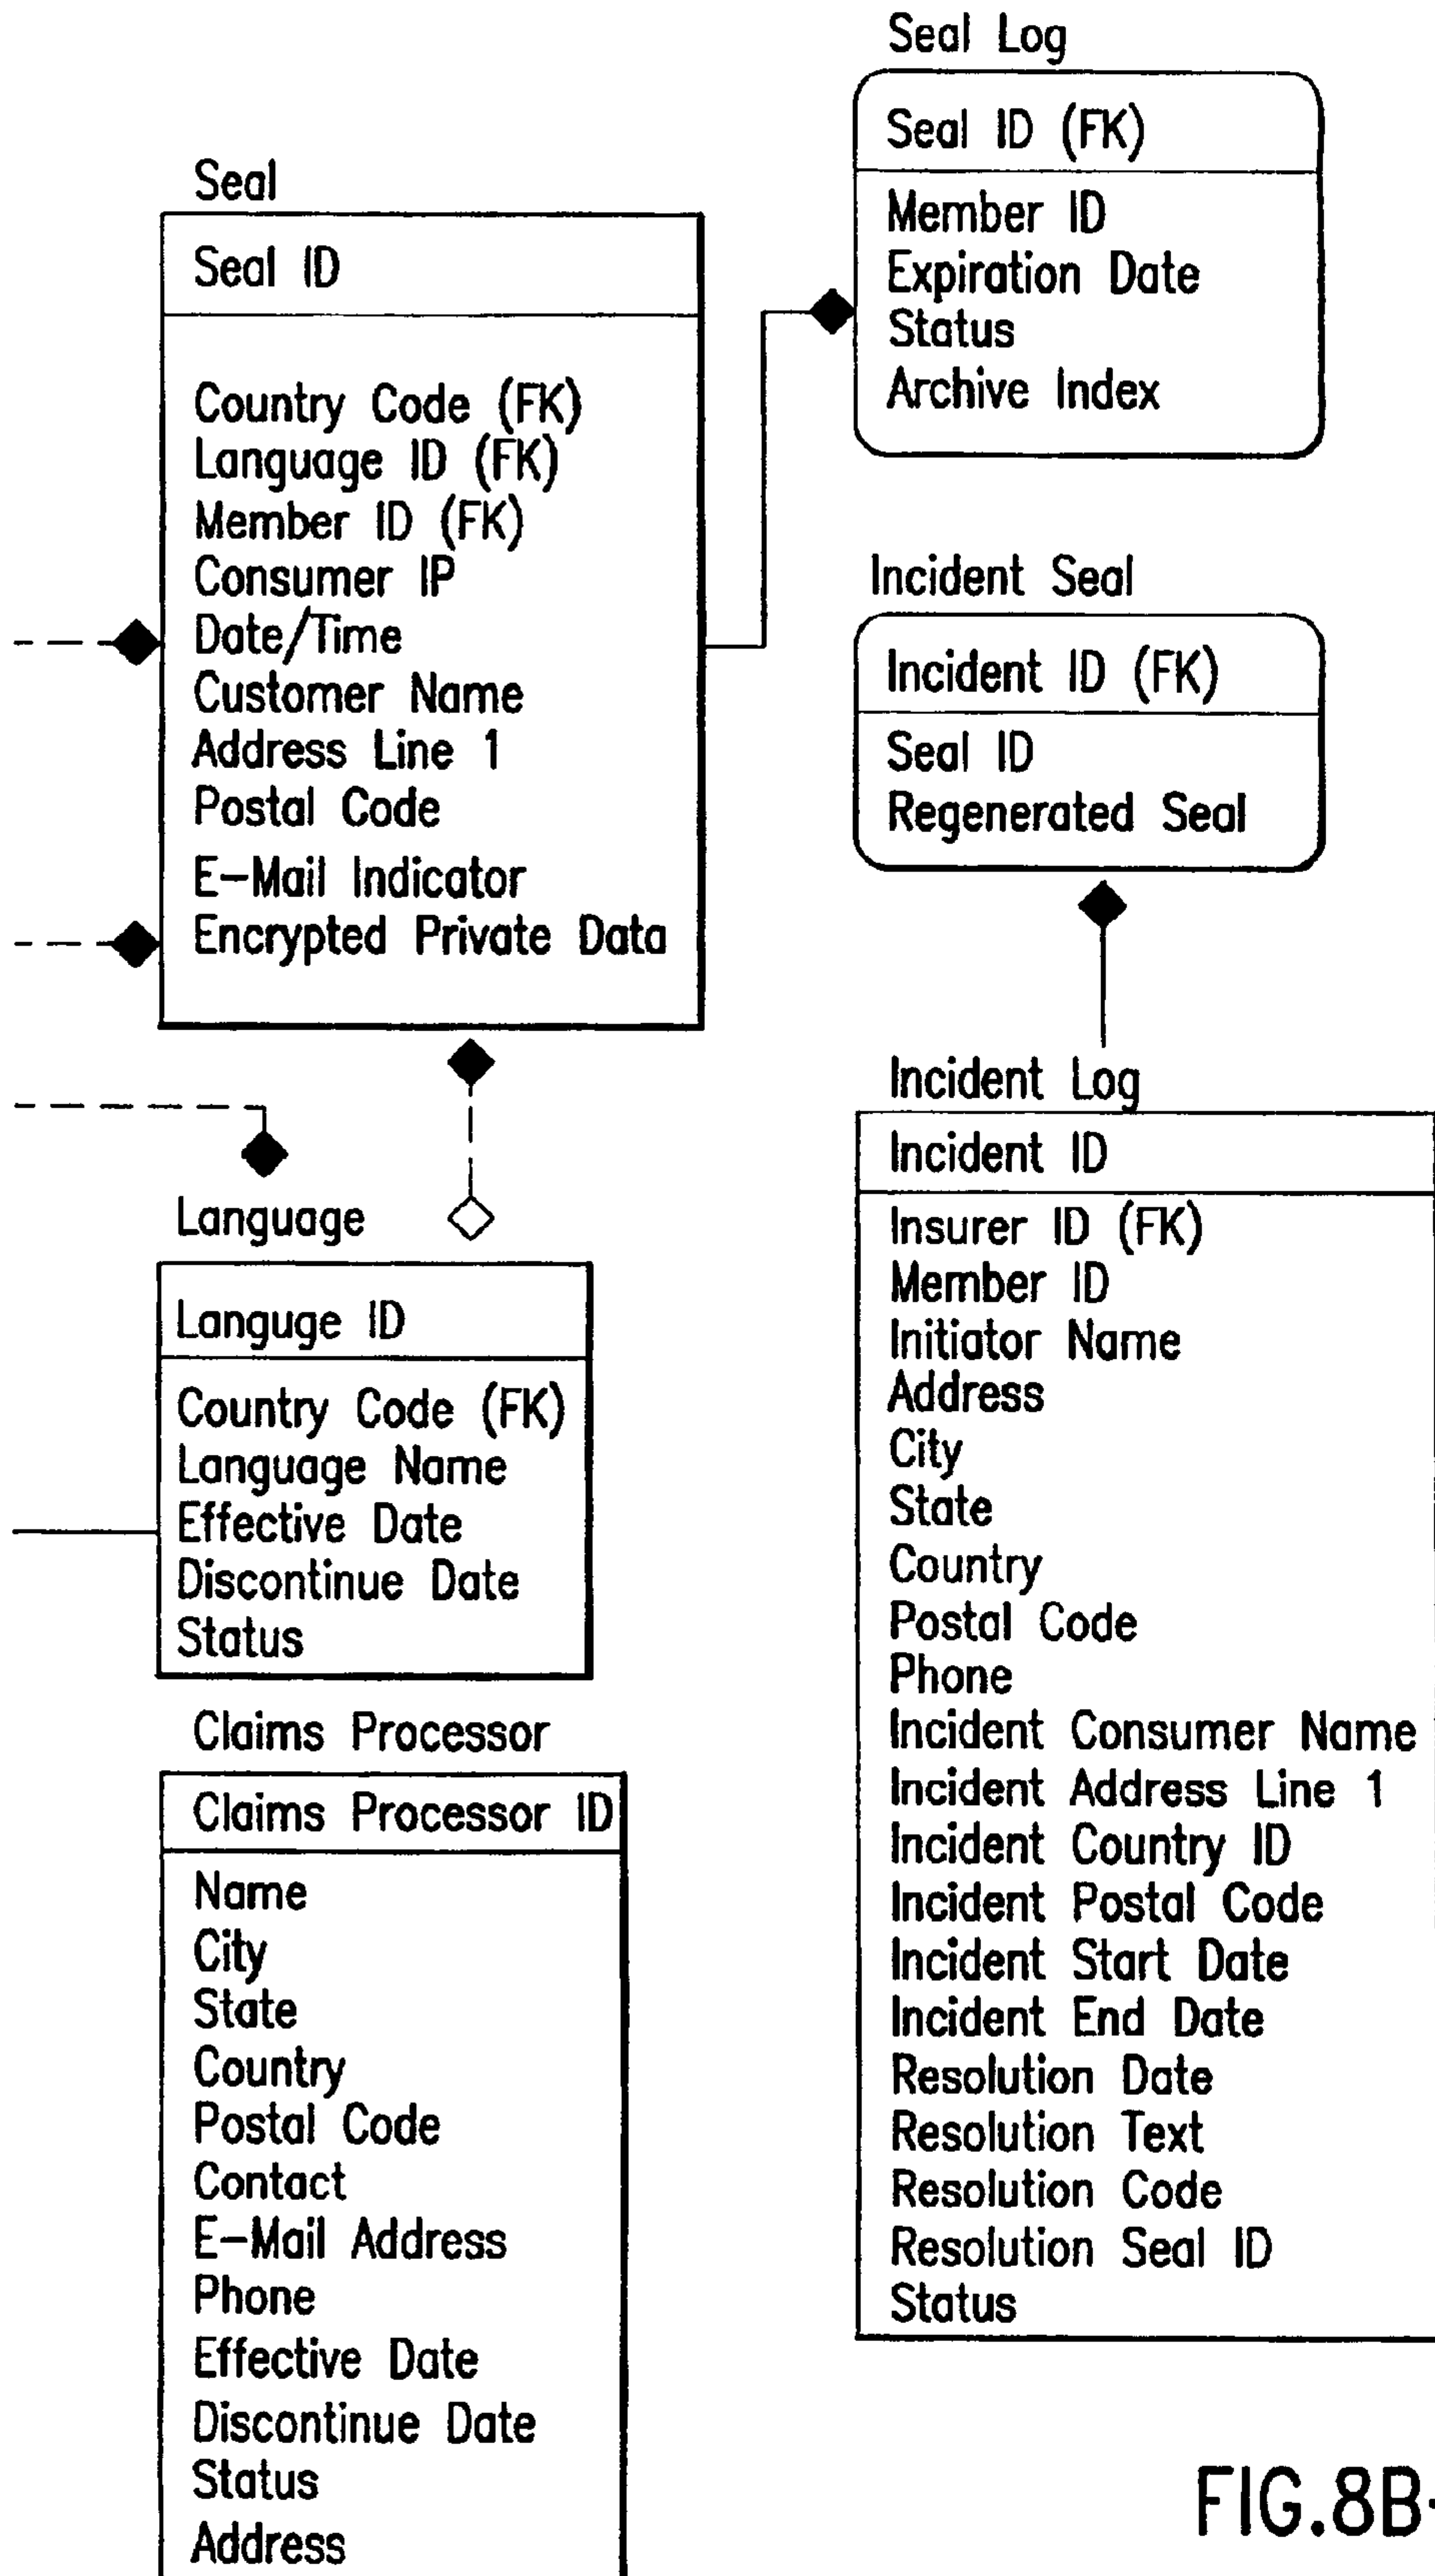 Seal
Seal ID
Country Code (FK)
Language ID (FK)
Member ID (FK)
Consumer IP
Date/Time
Customer Name
Address Line 1
Postal Code
E-Mail Indicator
Encrypted Private Data
Language
Languge ID
Country Code (FK)
Language Name
Effective Date
Discontinue Date
Status
Claims Processor
Claims Processor ID
Name
City
State
Country
Postal Code
Contact
E-Mail Address
Phone
Effective Date
Discontinue Date
Status
Address
Seal Log
Seal ID (FK)
Member ID
Expiration Date
Status
Archive Index
Incident Seal
Incident ID (FK)
Seal ID
Regenerated Seal
Incident Log
Incident ID
Insurer ID (FK)
Member ID
Initiator Name
Address
City
State
Country
Postal Code
Phone
Incident Consumer Name
Incident Address Line 1
Incident Country ID
Incident Postal Code
Incident Start Date
Incident End Date
Resolution Date
Resolution Text
Resolution Code
Resolution Seal ID
Status
FIG.8B-